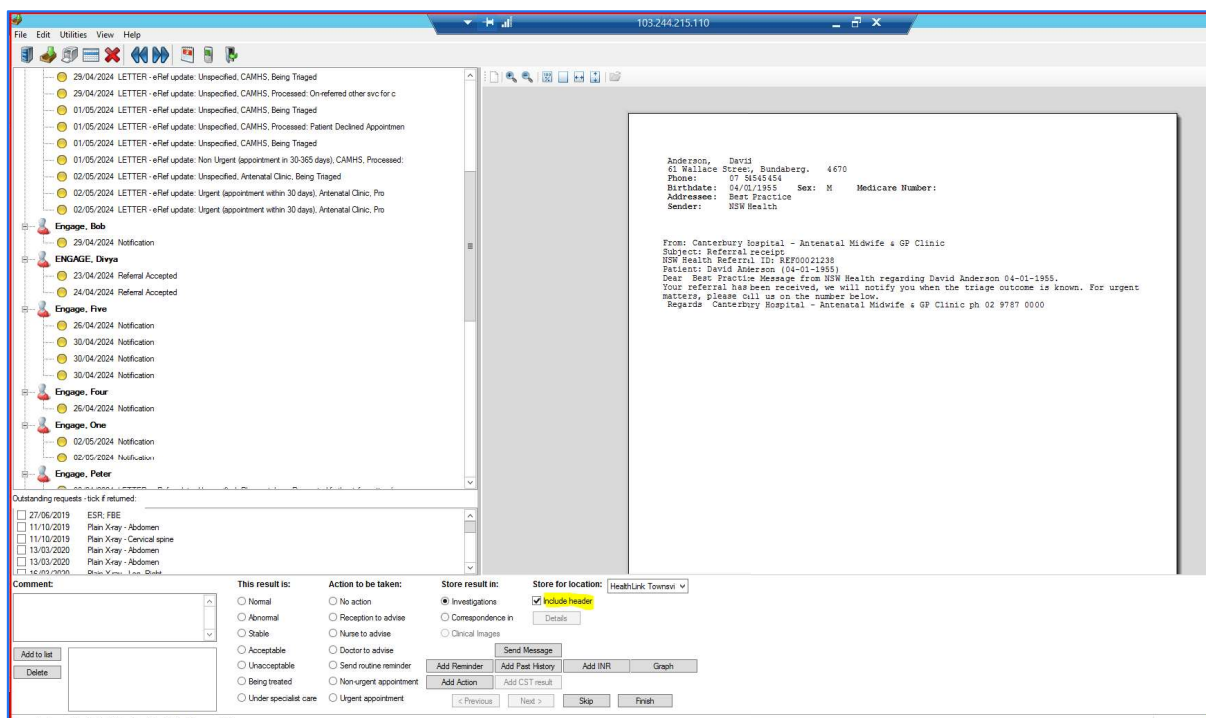 103.244.215.110
File Edit Utilities View Help
29/04/2024 LETTER - eRef update: Unspecified, CAMHS, Being Triaged
29/04/2024 LETTER - eRef update: Unspecified, CAMHS, Processed: On-referred other svc for c
01/05/2024 LETTER - eRef update: Unspecified, CAMHS, Being Triaged
01/05/2024 LETTER - eRef update: Unspecified, CAMHS, Processed: Patient Declined Appointmen
01/05/2024 LETTER - eRef update: Unspecified, CAMHS, Being Triaged
01/05/2024 LETTER - eRef update: Non Urgent (appointment in 30-365 days), CAMHS, Processed:
02/05/2024 LETTER - eRef update: Unspecified, Antenatal Clinic, Being Triaged
02/05/2024 LETTER - eRef update: Urgent (appointment within 30 days), Antenatal Clinic, Pro
02/05/2024 LETTER - eRef update: Urgent (appointment within 30 days), Antenatal Clinic, Pro
Engage, Bob
29/04/2024 Notification
ENGAGE, Divya
23/04/2024 Referral Accepted
24/04/2024 Referral Accepted
Engage, Five
26/04/2024 Notification
30/04/2024 Notification
30/04/2024 Notification
30/04/2024 Notification
Engage, Four
26/04/2024 Notification
Engage, One
02/05/2024 Notification
02/05/2024 Notification
Engage, Peter
Anderson, David
61 Wallace Street, Bundaberg. 4670
Phone: 07 54545454
Birthdate: 04/01/1955 Sex: M Medicare Number:
Addressee: Best Practice
Sender: NSW Health
From: Canterbury Hospital - Antenatal Midwife & GP Clinic
Subject: Referral receipt
NSW Health Referral ID: REF00021238
Patient: David Anderson (04-01-1955)
Dear Best Practice Message from NSW Health regarding David Anderson 04-01-1955.
Your referral has been received, we will notify you when the triage outcome is known. For urgent
matters, please call us on the number below.
Regards Canterbury Hospital - Antenatal Midwife & GP Clinic ph 02 9787 0000
Outstanding requests - tick if returned:
27/06/2019 ESR; FBE
11/10/2019 Plain X-ray - Abdomen
11/10/2019 Plain X-ray - Cervical spine
13/03/2020 Plain X-ray - Abdomen
13/03/2020 Plain X-ray - Abdomen
Comment:
Add to list
Delete
This result is:
Normal
Abnormal
Stable
Acceptable
Unacceptable
Being treated
Under specialist care
Action to be taken:
No action
Reception to advise
Nurse to advise
Doctor to advise
Send routine reminder
Non-urgent appointment
Urgent appointment
Store result in:
Investigations
Correspondence in
Clinical Images
Store for location: HealthLink Townsvi
Include header
Details
Send Message
Add Reminder Add Past History Add INR Graph
Add Action Add CST result
< Previous Next > Skip Finish